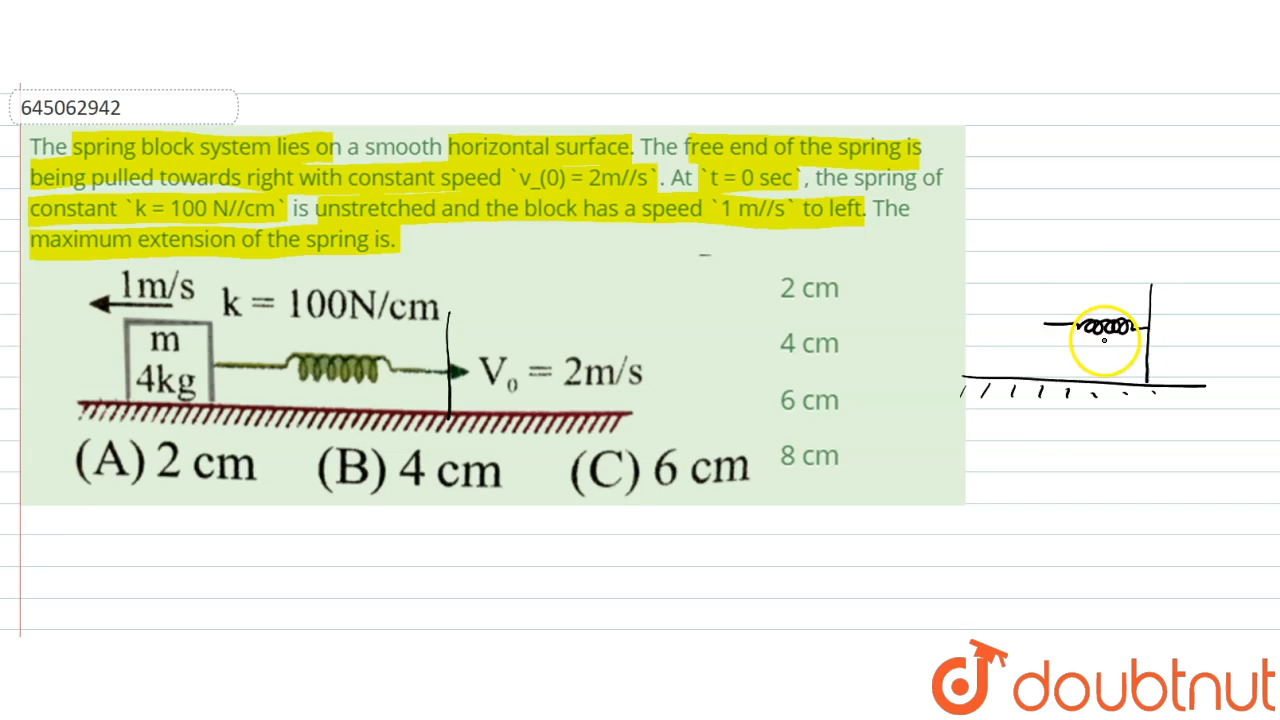 645062942
The spring block system lies on a smooth horizontal surface. The free end of the spring is
being pulled towards right with constant speed `v_(0) = 2m//s`. At `t = 0 sec`, the spring of
constant `k = 100 N//cm` is unstretched and the block has a speed `1 m//s` to left. The
maximum extension of the spring is.
1m/s
k = 100N/cm
m
4kg
V₀ = 2m/s
(A) 2 cm (B) 4 cm (C) 6 cm
2 cm
4 cm
6 cm
8 cm
doubtnut